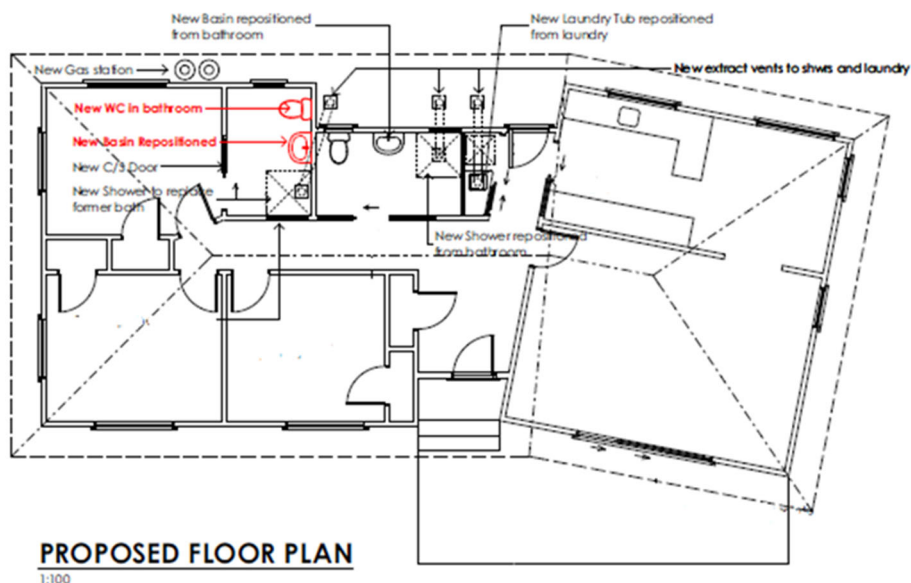 New Basin repositioned
from bathroom
New Laundry Tub repositioned
from laundry
New Gas station
New extract vents to shwrs and laundry
New WC in bathroom
New Basin Repositioned
New C/S Door
New Shower to replace
former bath
New Shower repositioned
from bathroom
PROPOSED FLOOR PLAN
1:100